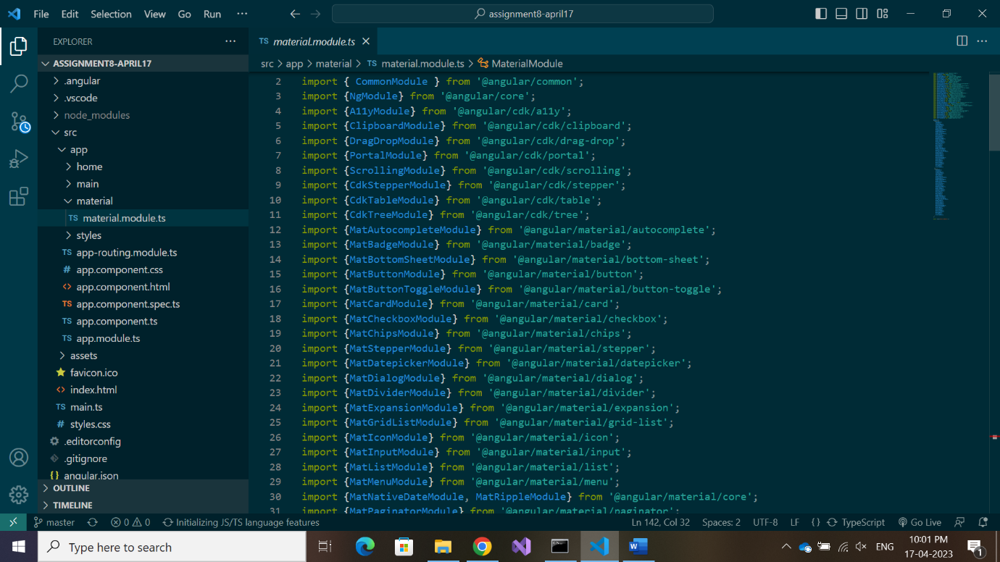 File Edit Selection View Go Run ···
assignment8-april17
EXPLORER ···
ASSIGNMENT8-APRIL17
.angular
.vscode
node_modules
src
app
home
main
material
TS material.module.ts
styles
TS app-routing.module.ts
# app.component.css
<> app.component.html
TS app.component.spec.ts
TS app.component.ts
TS app.module.ts
assets
favicon.ico
<> index.html
TS main.ts
# styles.css
.editorconfig
.gitignore
{} angular.json
OUTLINE
TIMELINE
TS material.module.ts
src > app > material > TS material.module.ts > MaterialModule
2 import { CommonModule } from '@angular/common';
3 import {NgModule} from '@angular/core';
4 import {A11yModule} from '@angular/cdk/a11y';
5 import {ClipboardModule} from '@angular/cdk/clipboard';
6 import {DragDropModule} from '@angular/cdk/drag-drop';
7 import {PortalModule} from '@angular/cdk/portal';
8 import {ScrollingModule} from '@angular/cdk/scrolling';
9 import {CdkStepperModule} from '@angular/cdk/stepper';
10 import {CdkTableModule} from '@angular/cdk/table';
11 import {CdkTreeModule} from '@angular/cdk/tree';
12 import {MatAutocompleteModule} from '@angular/material/autocomplete';
13 import {MatBadgeModule} from '@angular/material/badge';
14 import {MatBottomSheetModule} from '@angular/material/bottom-sheet';
15 import {MatButtonModule} from '@angular/material/button';
16 import {MatButtonToggleModule} from '@angular/material/button-toggle';
17 import {MatCardModule} from '@angular/material/card';
18 import {MatCheckboxModule} from '@angular/material/checkbox';
19 import {MatChipsModule} from '@angular/material/chips';
20 import {MatStepperModule} from '@angular/material/stepper';
21 import {MatDatepickerModule} from '@angular/material/datepicker';
22 import {MatDialogModule} from '@angular/material/dialog';
23 import {MatDividerModule} from '@angular/material/divider';
24 import {MatExpansionModule} from '@angular/material/expansion';
25 import {MatGridListModule} from '@angular/material/grid-list';
26 import {MatIconModule} from '@angular/material/icon';
27 import {MatInputModule} from '@angular/material/input';
28 import {MatListModule} from '@angular/material/list';
29 import {MatMenuModule} from '@angular/material/menu';
30 import {MatNativeDateModule, MatRippleModule} from '@angular/material/core';
31 import {MatPaginatorModule} from '@angular/material/paginator';
master 0 0 Initializing JS/TS language features Ln 142, Col 32 Spaces: 2 UTF-8 LF {} TypeScript Go Live
Type here to search
ENG
10:01 PM
17-04-2023
1